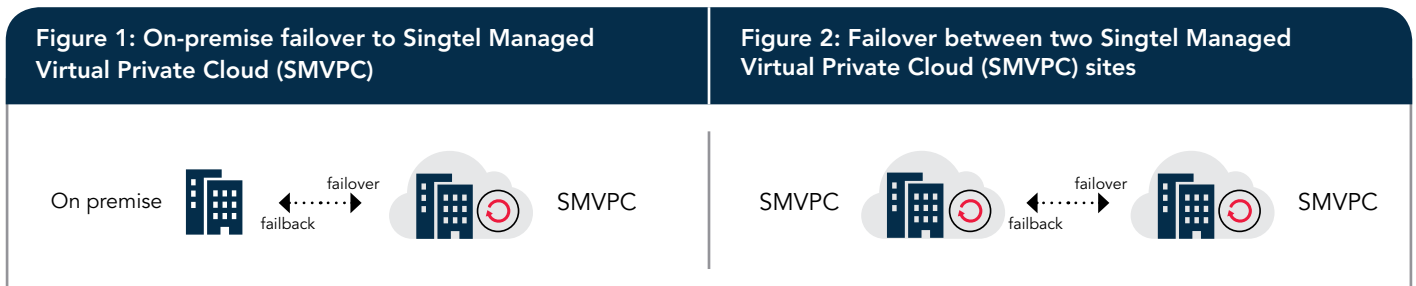 Figure 1: On-premise failover to Singtel Managed
Virtual Private Cloud (SMVPC)
On premise
failover
failback
SMVPC
Figure 2: Failover between two Singtel Managed
Virtual Private Cloud (SMVPC) sites
SMVPC
failover
failback
SMVPC